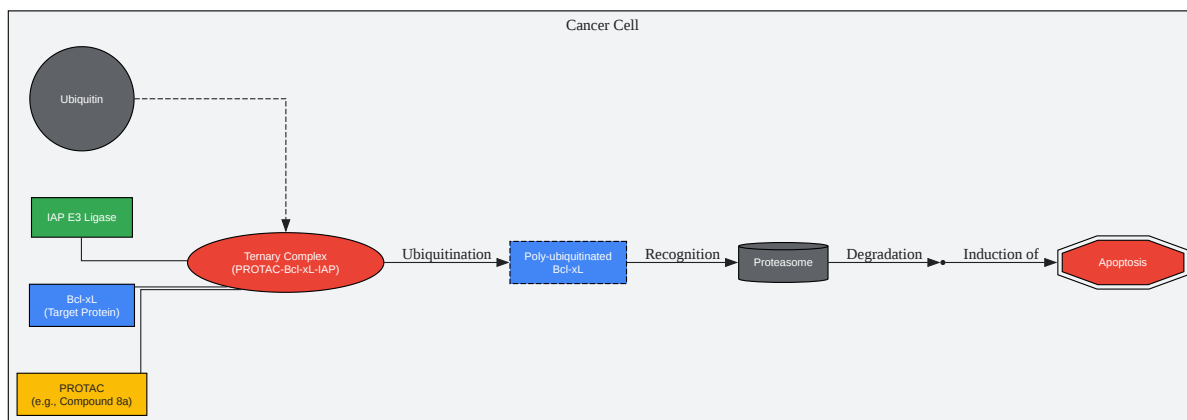 Cancer Cell
Ubiquitin
IAP E3 Ligase
Ternary Complex
(PROTAC-Bcl-xL-IAP)
Ubiquitination
Poly-ubiquitinated
Bcl-xL
Recognition
Proteasome
Degradation
Induction of
Apoptosis
Bcl-xL
(Target Protein)
PROTAC
(e.g., Compound 8a)